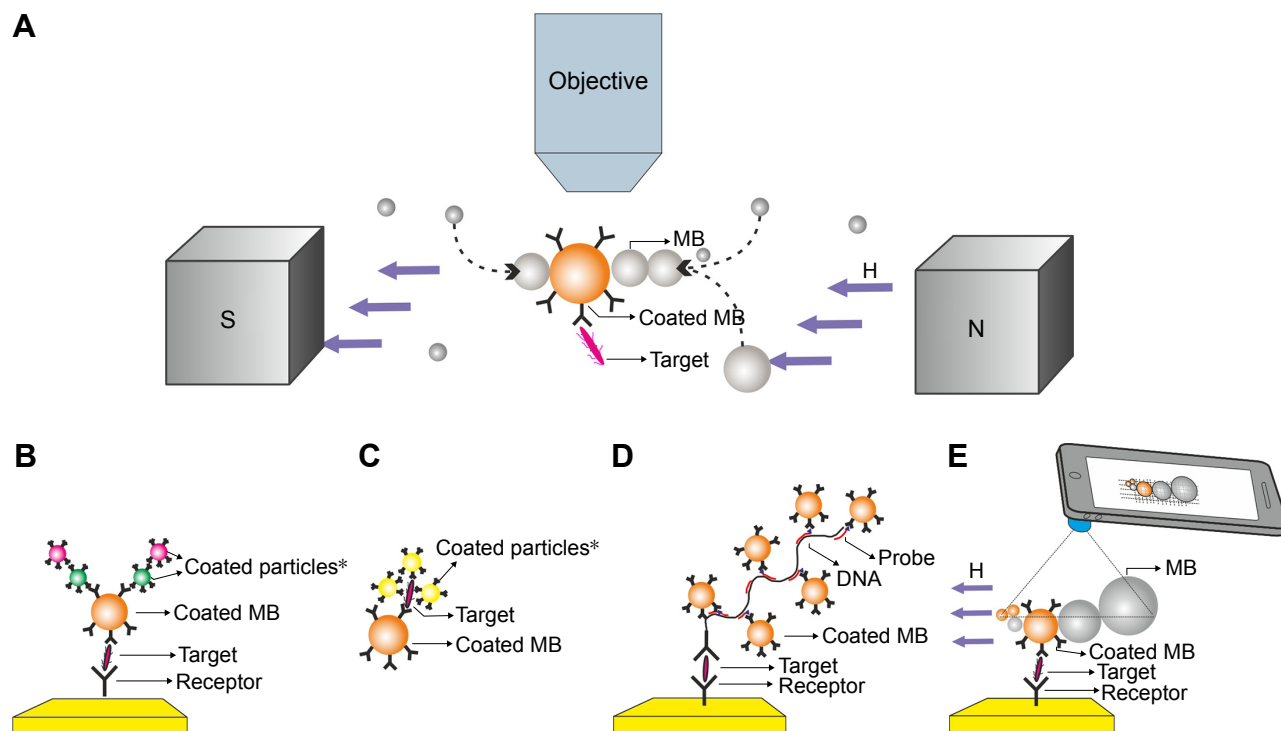 A
Objective
MB
H
S
N
Coated MB
Target
B
Coated particles*
Coated MB
Target
Receptor
C
Coated particles*
Target
Coated MB
D
Probe
DNA
Coated MB
Target
Receptor
E
MB
H
Coated MB
Target
Receptor